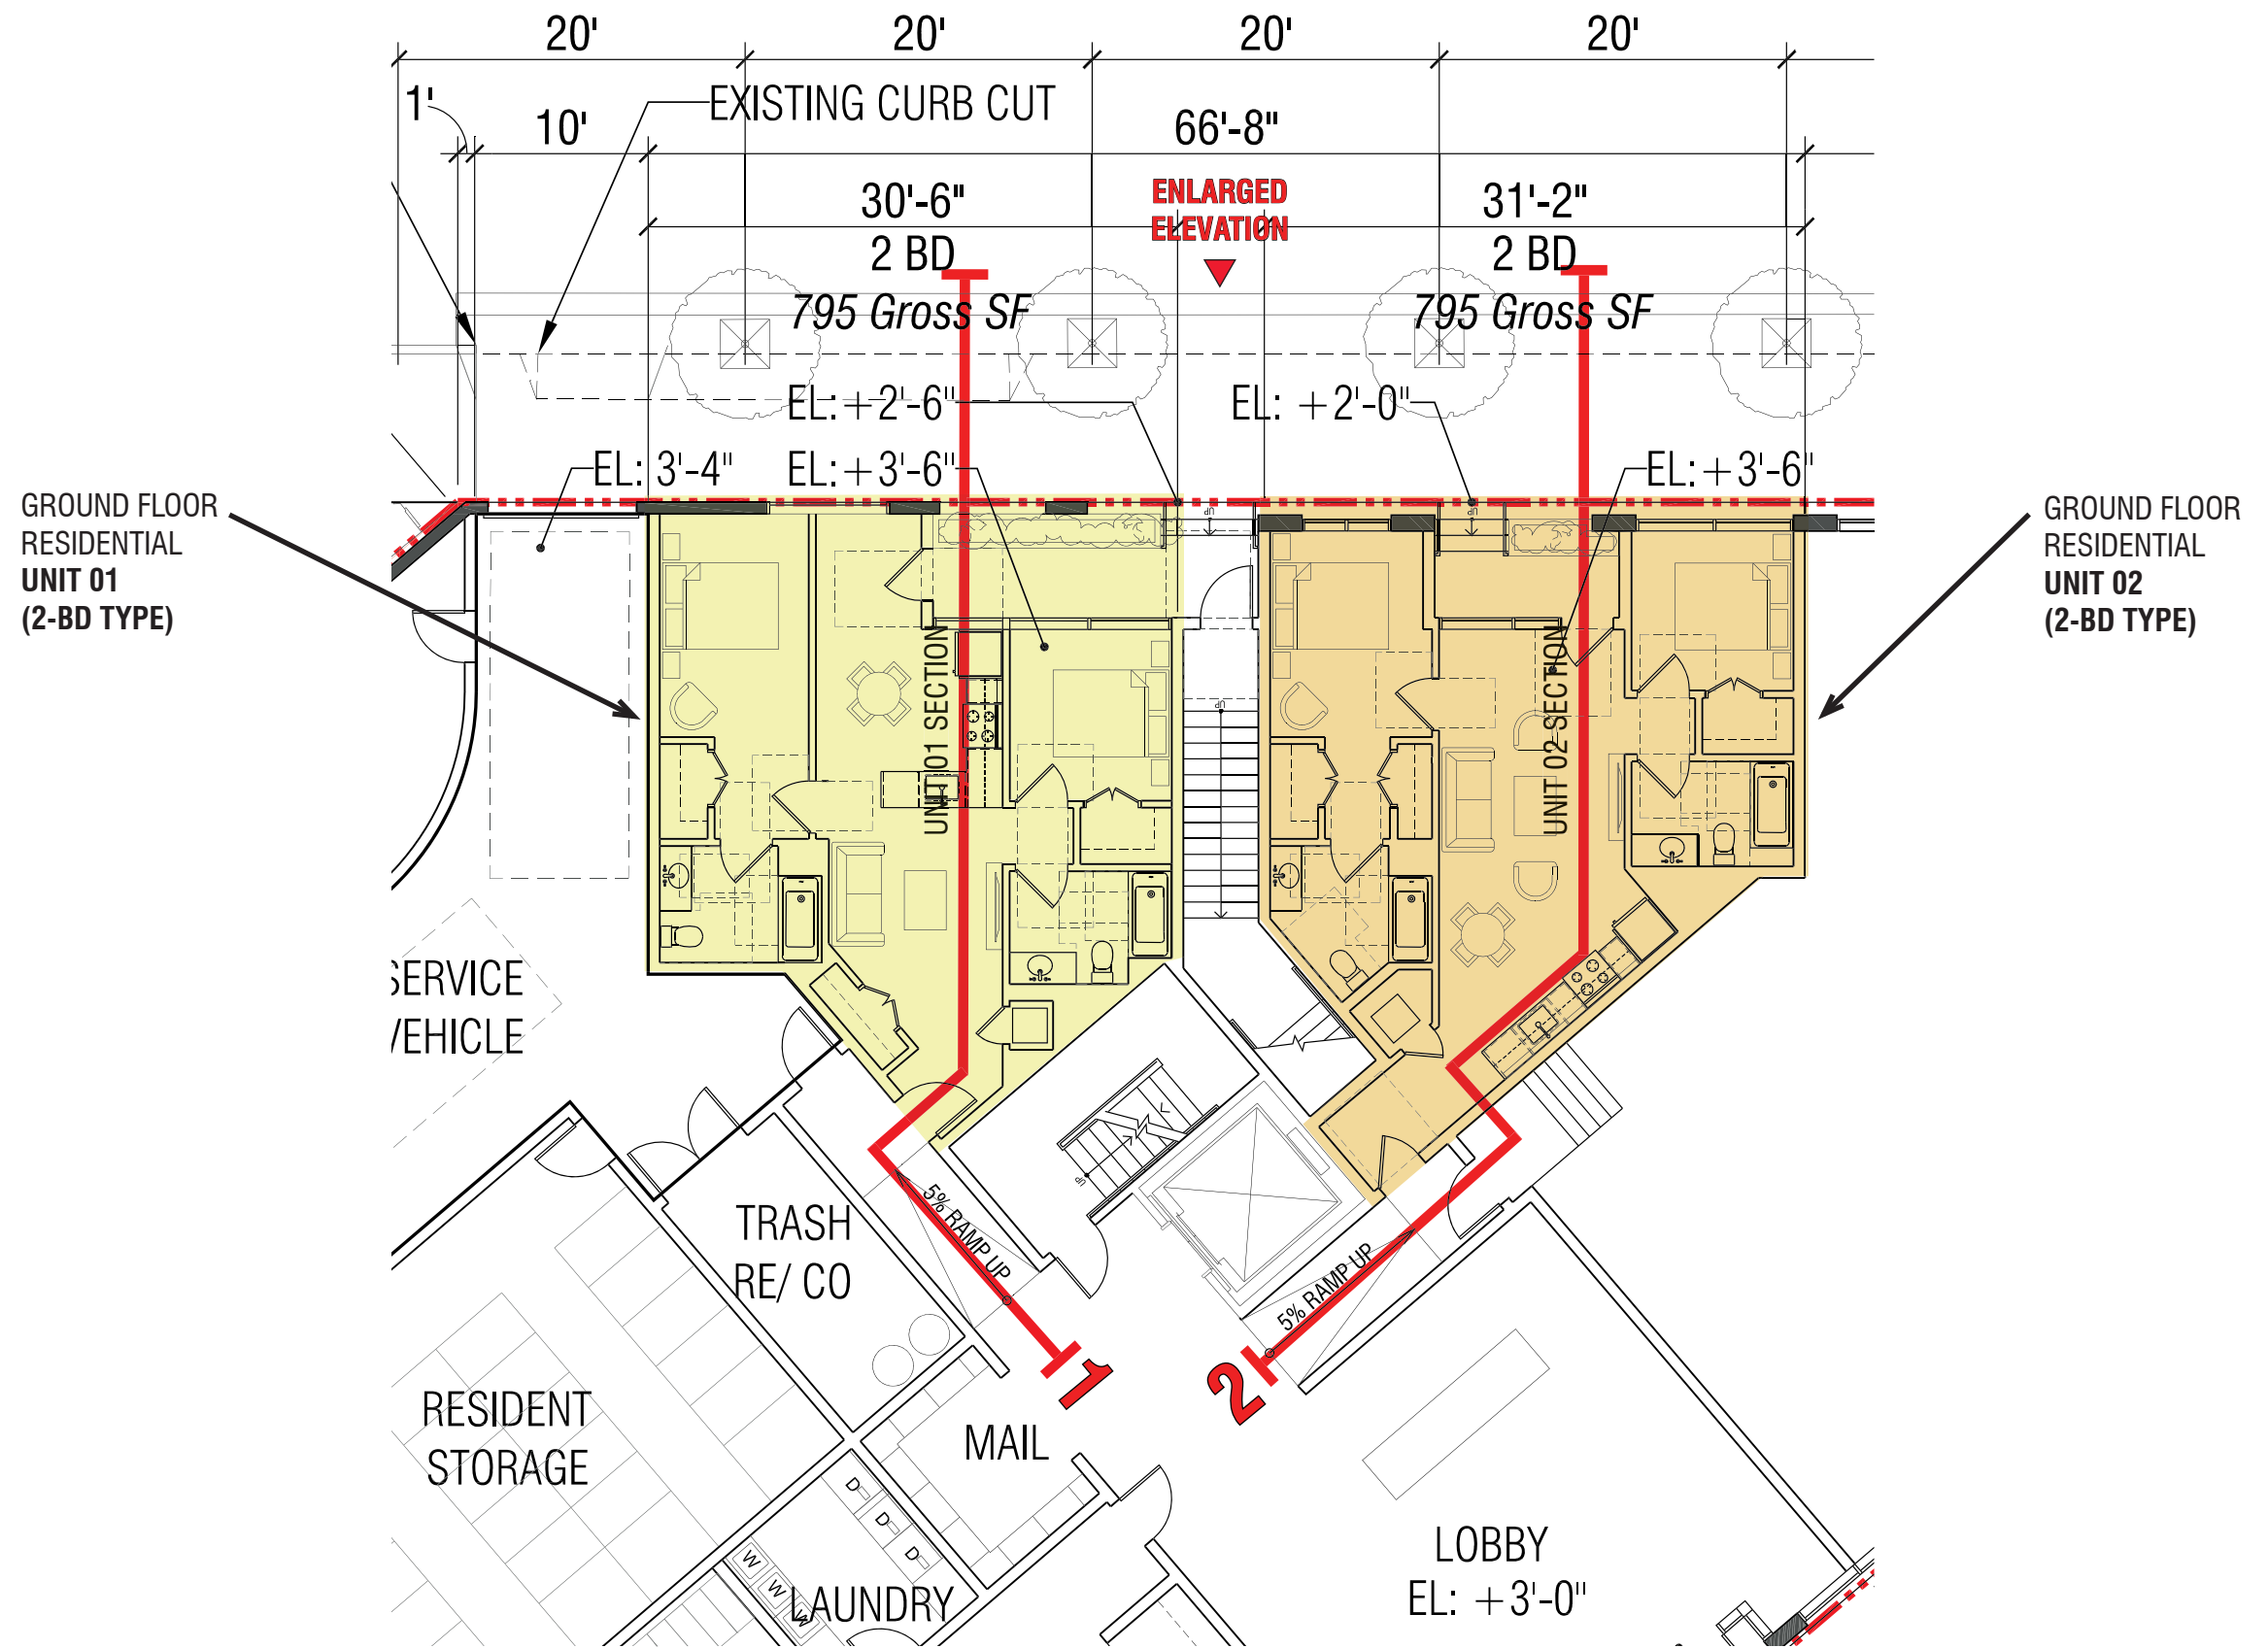 20'
20'
20'
20'
1'
EXISTING CURB CUT
10'
66'-8"
30'-6"
ENLARGED
ELEVATION
31'-2"
2 BD
2 BD
795 Gross SF
795 Gross SF
EL:+2'-6"
EL: +2'-0"
EL: 3'-4"
EL:+3'-6"
EL:+3'-6"
GROUND FLOOR
RESIDENTIAL
UNIT 01
(2-BD TYPE)
GROUND FLOOR
RESIDENTIAL
UNIT 02
(2-BD TYPE)
UP
UP
UNIT 01 SECTION
UNIT 02 SECTION
UP
SERVICE
VEHICLE
UP
5% RAMP UP
5% RAMP UP
TRASH
RE/ CO
1
2
RESIDENT
STORAGE
MAIL
D
D
D
W
W
W
LAUNDRY
LOBBY
EL: +3'-0"